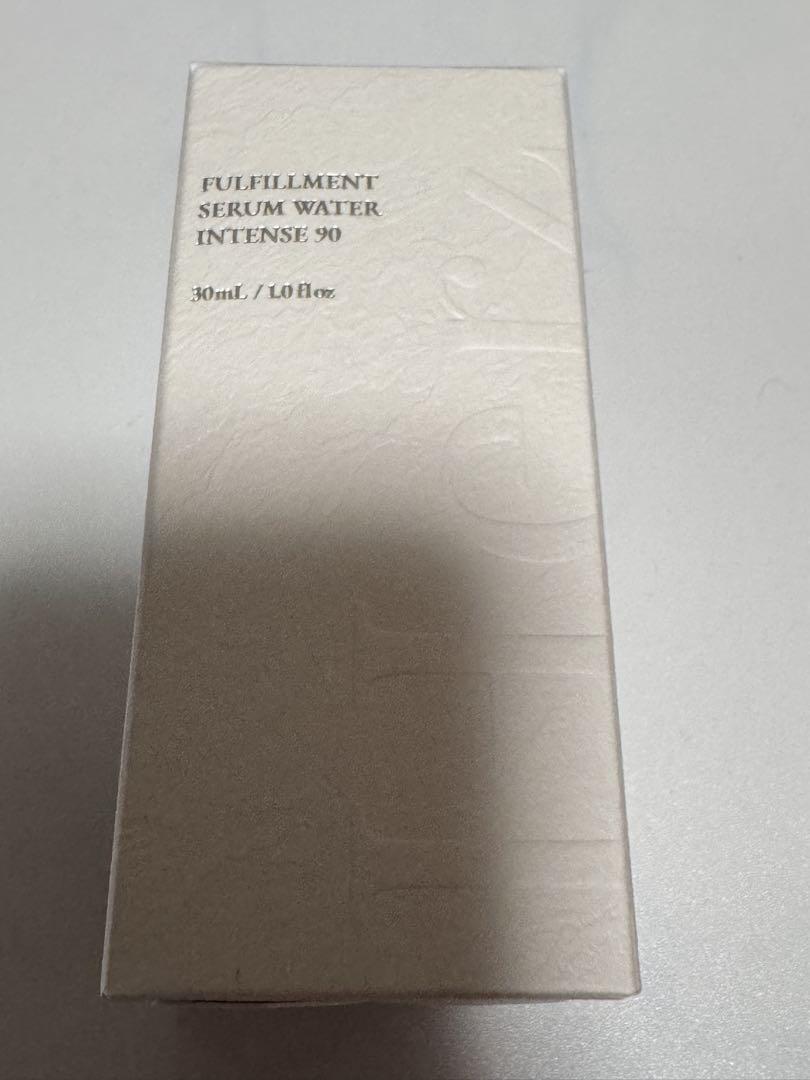 FULFILLMENT
SERUM WATER
INTENSE 90
30mL / 1.0 fl oz